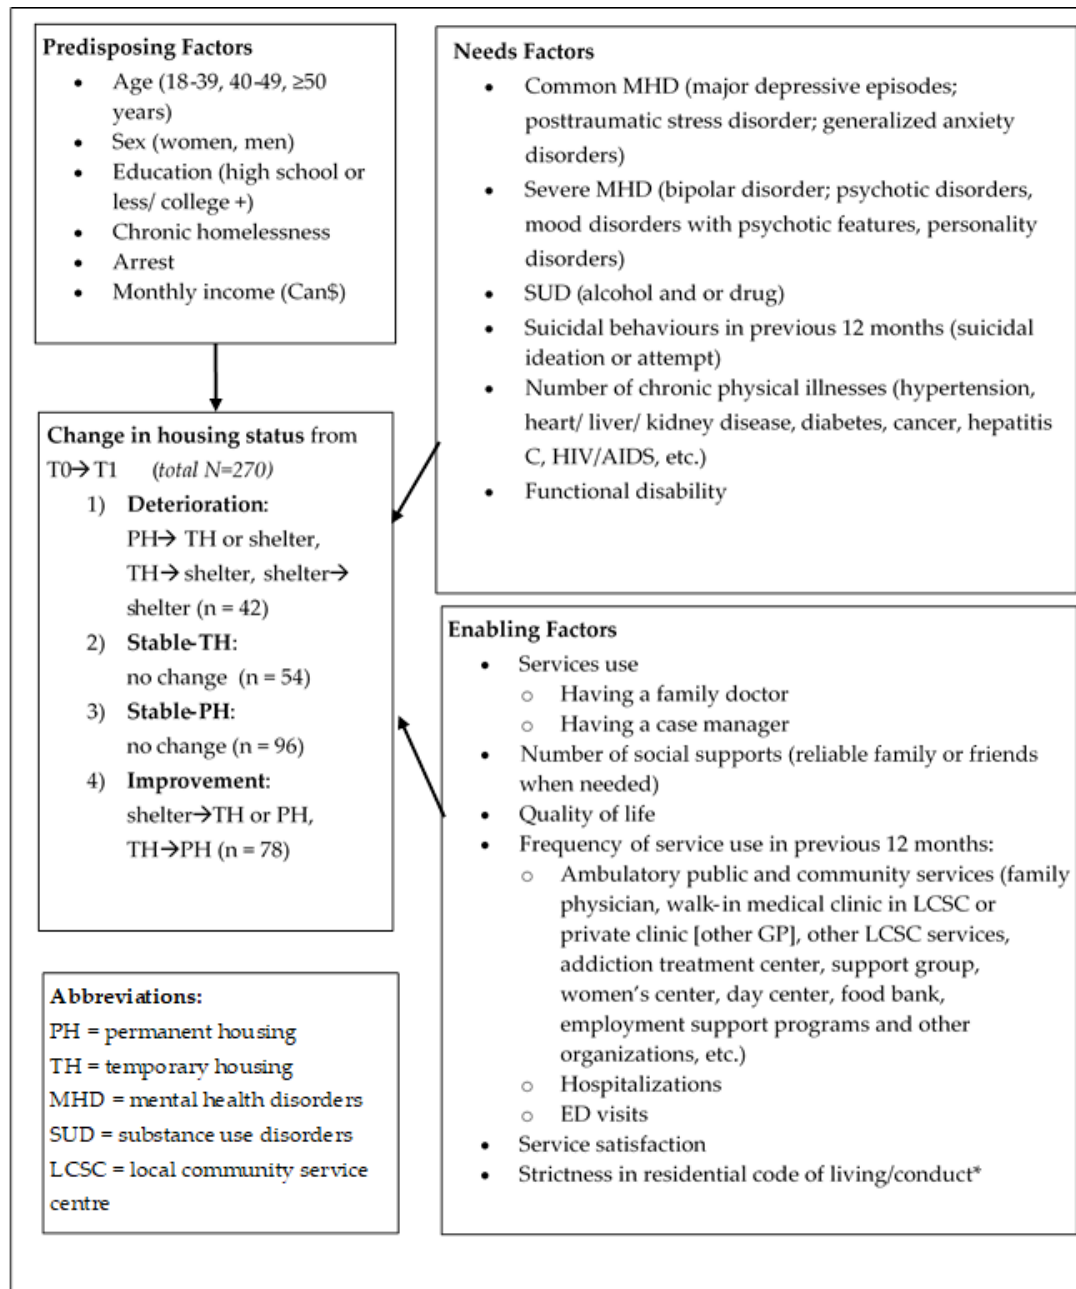 Predisposing Factors
• Age (18-39, 40-49, ≥50
years)
• Sex (women, men)
• Education (high school or
less/ college +)
• Chronic homelessness
• Arrest
• Monthly income (Can$)
Needs Factors
• Common MHD (major depressive episodes;
posttraumatic stress disorder; generalized anxiety
disorders)
• Severe MHD (bipolar disorder; psychotic disorders,
mood disorders with psychotic features, personality
disorders)
• SUD (alcohol and or drug)
• Suicidal behaviours in previous 12 months (suicidal
ideation or attempt)
• Number of chronic physical illnesses (hypertension,
heart/ liver/ kidney disease, diabetes, cancer, hepatitis
C, HIV/AIDS, etc.)
• Functional disability
Change in housing status from
T0→T1 (total N=270)
1) Deterioration:
PH→ TH or shelter,
TH→ shelter, shelter→
shelter (n = 42)
2) Stable-TH:
no change (n = 54)
3) Stable-PH:
no change (n = 96)
4) Improvement:
shelter→TH or PH,
TH→PH (n = 78)
Enabling Factors
• Services use
o Having a family doctor
o Having a case manager
• Number of social supports (reliable family or friends
when needed)
• Quality of life
• Frequency of service use in previous 12 months:
o Ambulatory public and community services (family
physician, walk-in medical clinic in LCSC or
private clinic [other GP], other LCSC services,
addiction treatment center, support group,
women's center, day center, food bank,
employment support programs and other
organizations, etc.)
o Hospitalizations
o ED visits
• Service satisfaction
• Strictness in residential code of living/conduct*
Abbreviations:
PH = permanent housing
TH = temporary housing
MHD = mental health disorders
SUD = substance use disorders
LCSC = local community service
centre